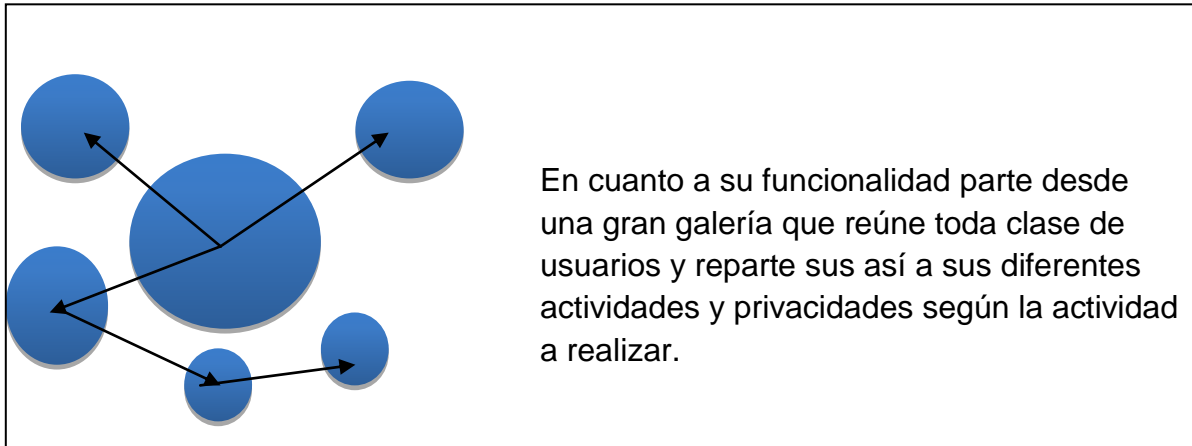 En cuanto a su funcionalidad parte desde
una gran galería que reúne toda clase de
usuarios y reparte sus así a sus diferentes
actividades y privacidades según la actividad
a realizar.